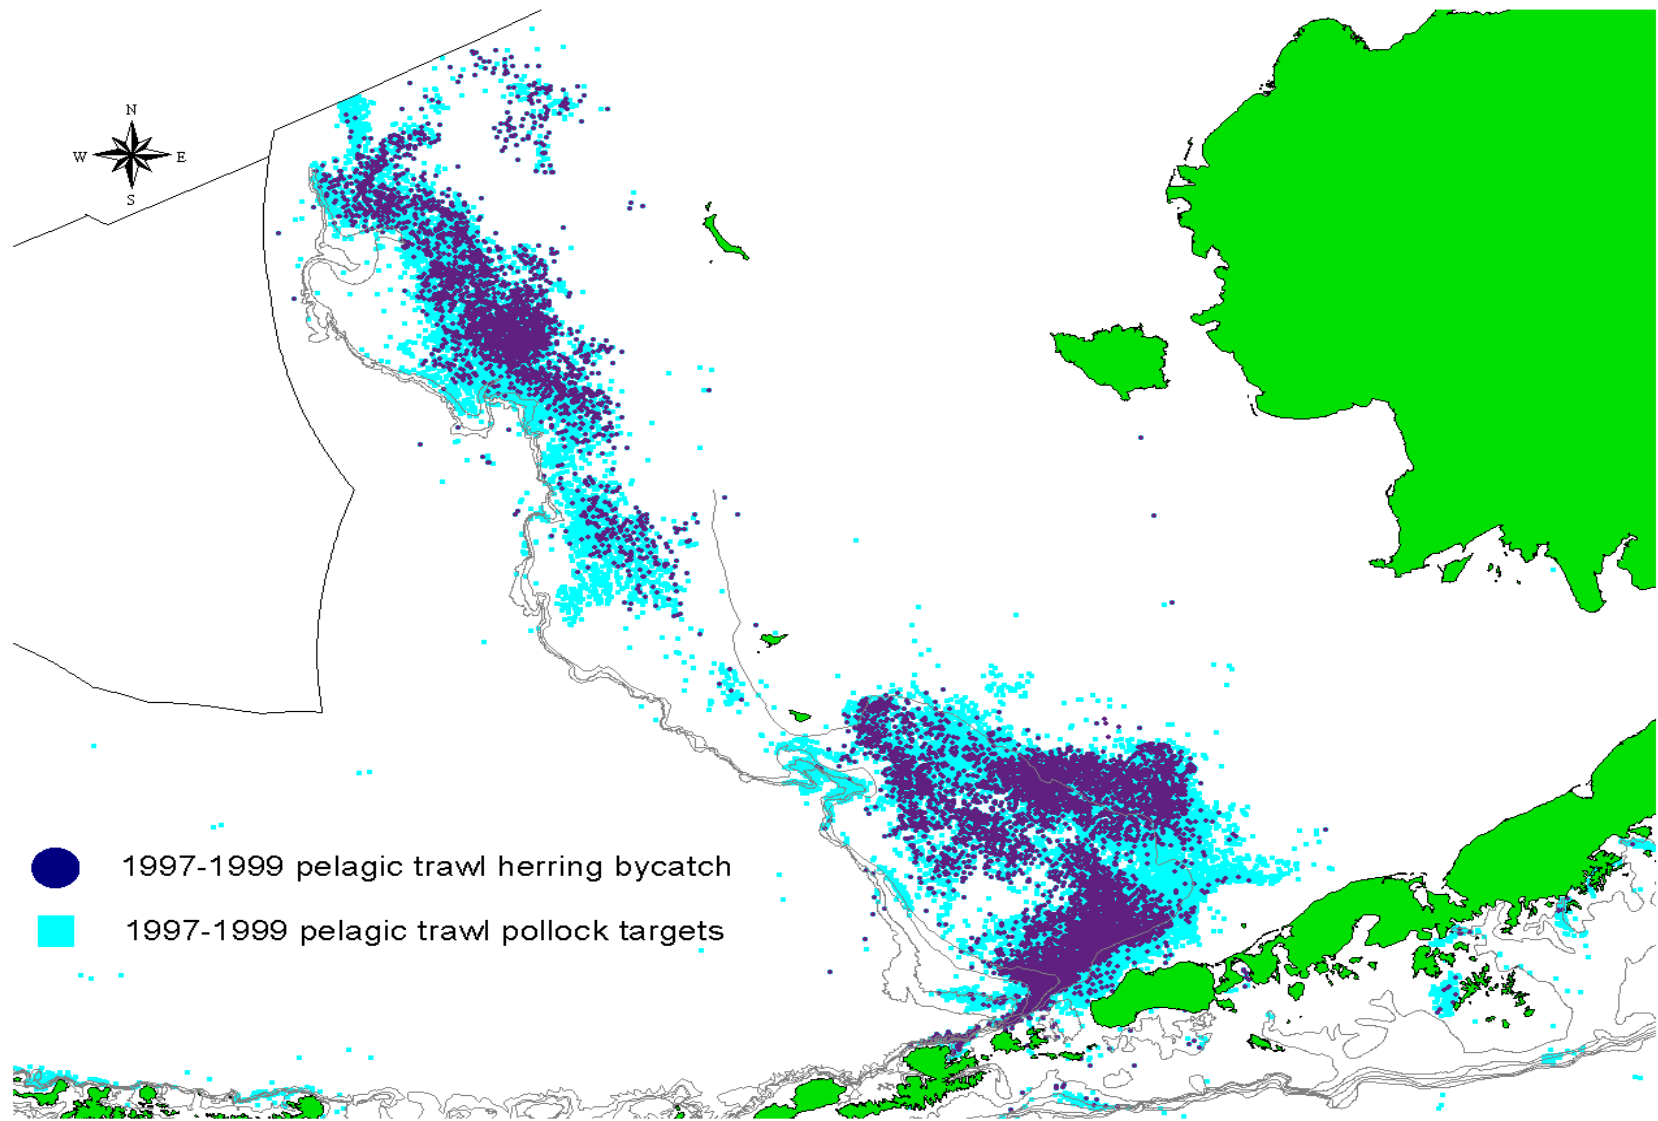 N
W E
S
1997-1999 pelagic trawl herring bycatch
1997-1999 pelagic trawl pollock targets